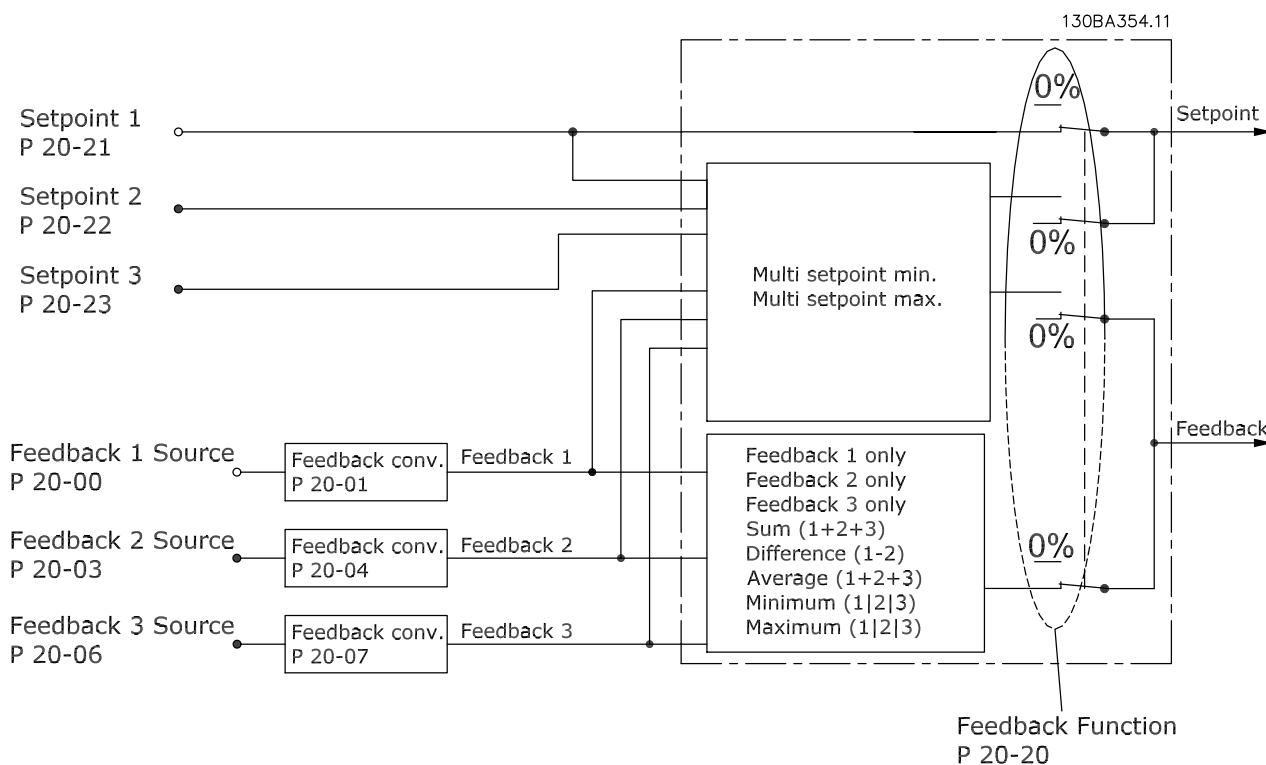 130BA354.11
0%
Setpoint 1
P 20-21
Setpoint
Setpoint 2
P 20-22
0%
Setpoint 3
P 20-23
Multi setpoint min.
Multi setpoint max.
0%
Feedback
Feedback 1 Source
P 20-00
Feedback conv.
P 20-01
Feedback 1
Feedback 2 Source
P 20-03
Feedback conv.
P 20-04
Feedback 2
Feedback 3 Source
P 20-06
Feedback conv.
P 20-07
Feedback 3
Feedback 1 only
Feedback 2 only
Feedback 3 only
Sum (1+2+3)
Difference (1-2)
Average (1+2+3)
Minimum (1|2|3)
Maximum (1|2|3)
0%
Feedback Function
P 20-20